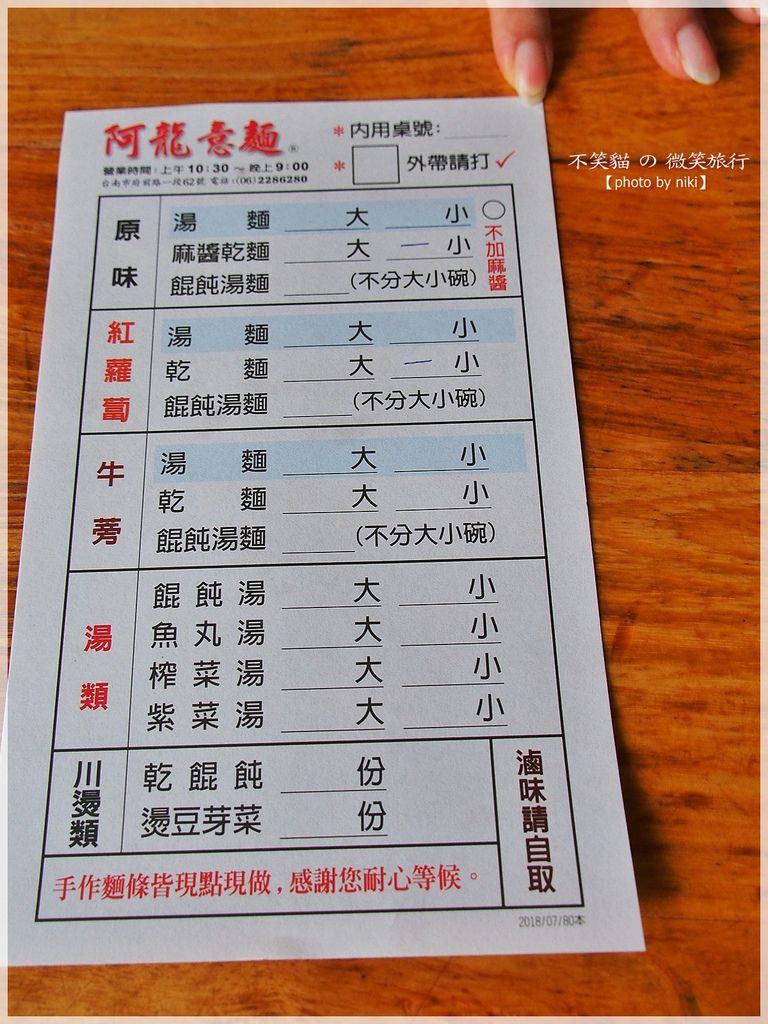 阿龍意麵®
營業時間:上午10:30～晚上9:00
台南市府前路一段62號 電話:(06)2286280
*內用桌號:
* 外帶請打✓
不笑貓 の 微笑旅行
【photo by niki】
原味
湯麵 大 小
麻醬乾麵 大 一 小
餛飩湯麵 (不分大小碗)
○不加麻醬
紅蘿蔔
湯麵 大 小
乾麵 大 一 小
餛飩湯麵 (不分大小碗)
牛蒡
湯麵 大 小
乾麵 大 小
餛飩湯麵 (不分大小碗)
湯類
餛飩湯 大 小
魚丸湯 大 小
榨菜湯 大 小
紫菜湯 大 小
川燙類
乾餛飩 份
燙豆芽菜 份
滷味請自取
手作麵條皆現點現做,感謝您耐心等候。
2018/07/80本